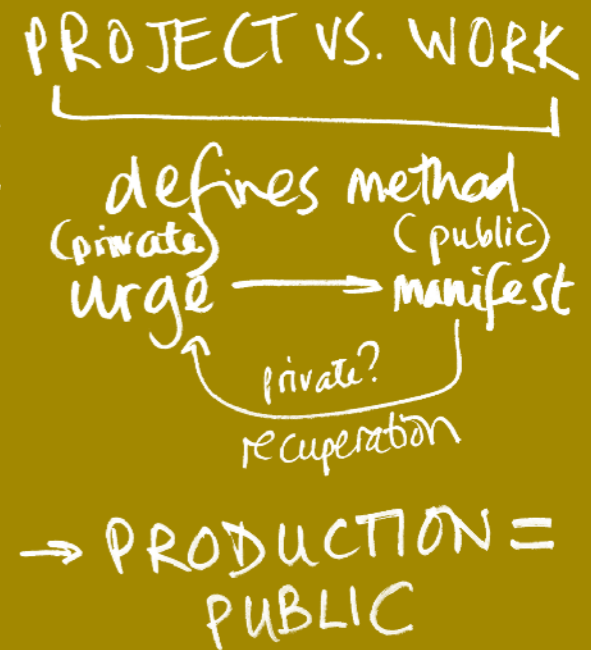 PROJECT VS. WORK
defines method
(private) (public)
urge → manifest
private?
recuperation
→ PRODUCTION =
PUBLIC